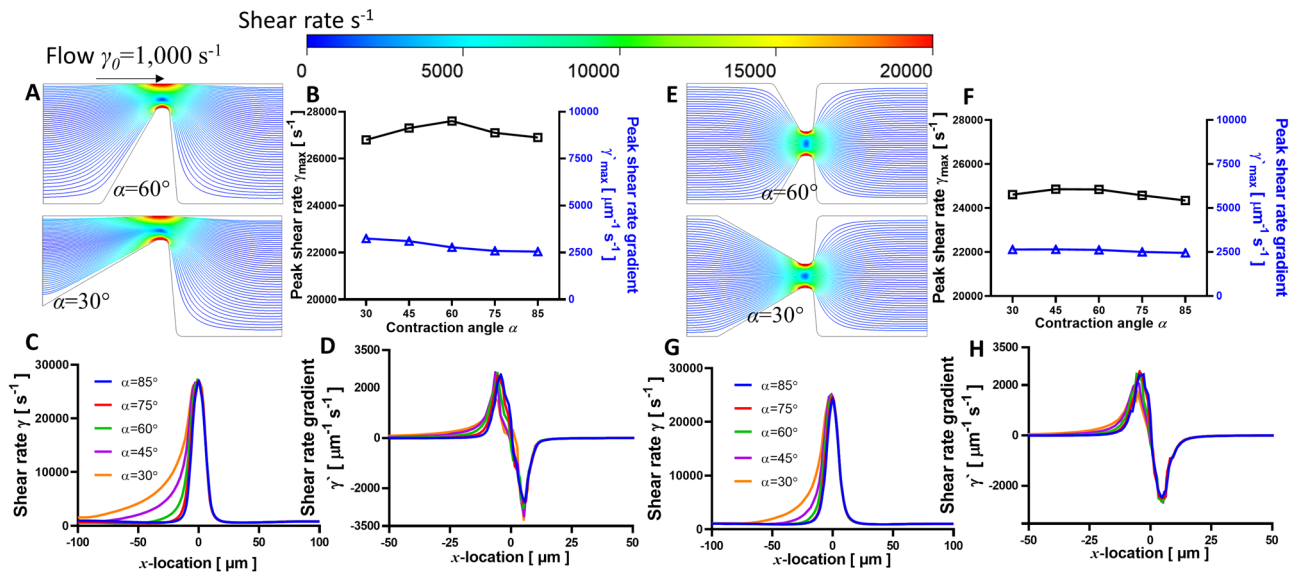 Shear rate s-1
Flow γ0=1,000 s-1
0 5000 10000 15000 20000
A
α=60°
α=30°
B
Peak shear rate γmax [ s-1]
28000
26000
24000
22000
20000
10000
7500
5000
2500
0
Peak shear rate gradient
γ`max [ μm-1 s-1]
30 45 60 75 85
Contraction angle α
E
α=60°
α=30°
F
Peak shear rate γmax [ s-1]
28000
26000
24000
22000
20000
10000
7500
5000
2500
0
Peak shear rate gradient
γ`max [ μm-1 s-1]
30 45 60 75 85
Contraction angle α
C
Shear rate γ [ s-1]
30000
20000
10000
0
α=85°
α=75°
α=60°
α=45°
α=30°
-100 -50 0 50 100
x-location [ μm]
D
Shear rate gradient
γ` [ μm-1 s-1]
3500
2000
0
-2000
-3500
-50 -25 0 25 50
x-location [ μm]
G
Shear rate γ [ s-1]
30000
20000
10000
0
α=85°
α=75°
α=60°
α=45°
α=30°
-100 -50 0 50 100
x-location [ μm]
H
Shear rate gradient
γ` [ μm-1 s-1]
2000
0
-2000
-50 -25 0 25 50
x-location [ μm]